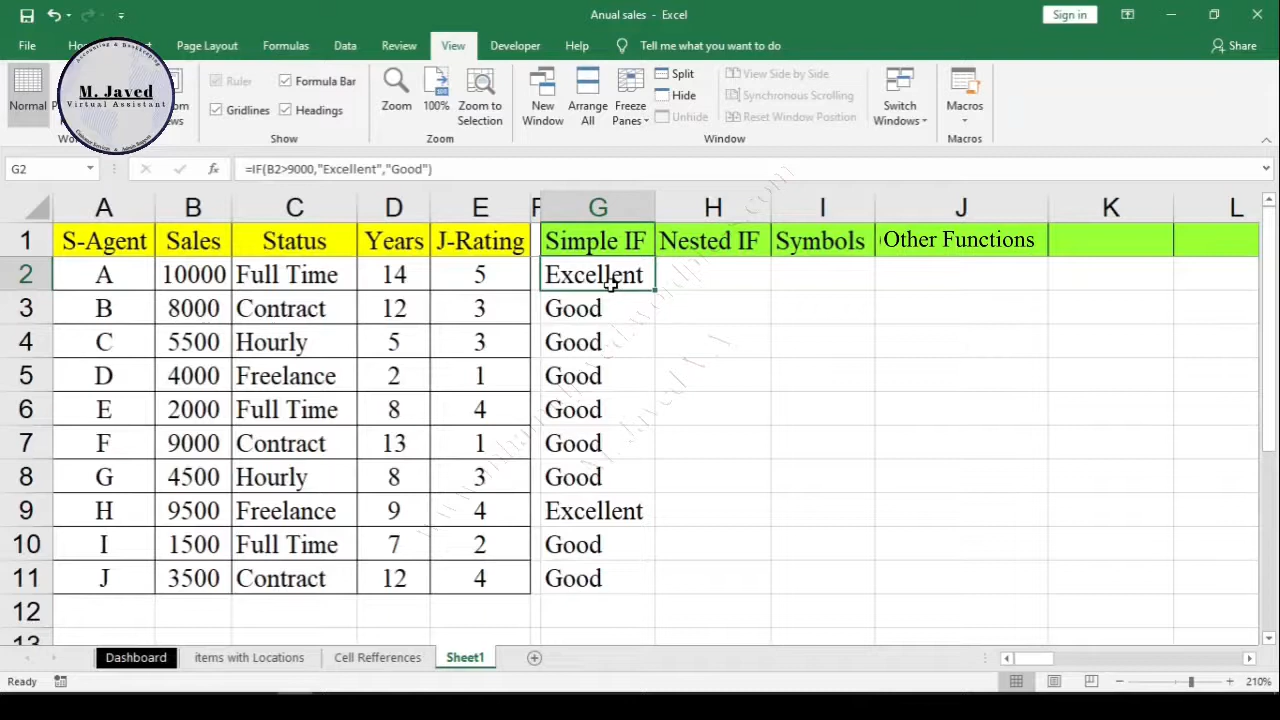 Anual sales - Excel
Sign in
File
Page Layout
Formulas
Data
Review
View
Developer
Help
Tell me what you want to do
Share
Accounting & Bookkeeping
M. Javed
Virtual Assistant
Normal
Ruler
Formula Bar
Gridlines
Headings
Show
Zoom
100%
Zoom to Selection
Zoom
New Window
Arrange All
Freeze Panes
Split
Hide
Unhide
View Side by Side
Synchronous Scrolling
Reset Window Position
Window
Switch Windows
Macros
Macros
G2
fx
=IF(B2>9000,"Excellent","Good")
A B C D E F G H I J K L
1 S-Agent Sales Status Years J-Rating Simple IF Nested IF Symbols Other Functions
2 A 10000 Full Time 14 5 Excellent
3 B 8000 Contract 12 3 Good
4 C 5500 Hourly 5 3 Good
5 D 4000 Freelance 2 1 Good
6 E 2000 Full Time 8 4 Good
7 F 9000 Contract 13 1 Good
8 G 4500 Hourly 8 3 Good
9 H 9500 Freelance 9 4 Excellent
10 I 1500 Full Time 7 2 Good
11 J 3500 Contract 12 4 Good
12
13
Dashboard
items with Locations
Cell Refferences
Sheet1
Ready
210%